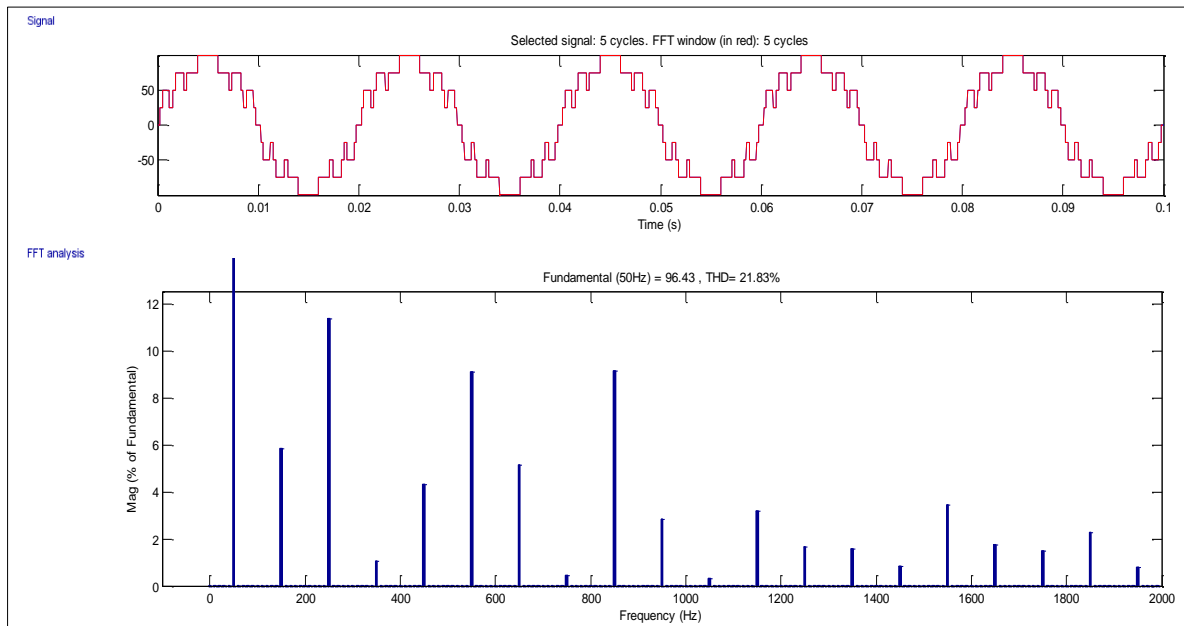 Signal
Selected signal: 5 cycles. FFT window (in red): 5 cycles
50
0
-50
0 0.01 0.02 0.03 0.04 0.05 0.06 0.07 0.08 0.09 0.1
Time (s)
FFT analysis
Fundamental (50Hz) = 96.43 , THD= 21.83%
12
10
8
6
4
2
0
Mag (% of Fundamental)
0 200 400 600 800 1000 1200 1400 1600 1800 2000
Frequency (Hz)